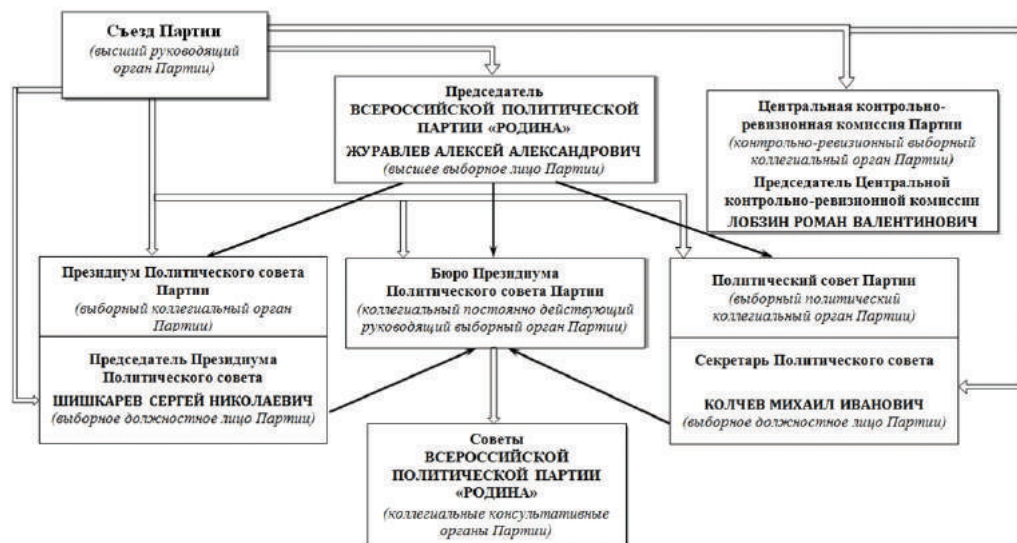 Съезд Партии
(высший руководящий
орган Партии)
Председатель
ВСЕРОССИЙСКОЙ ПОЛИТИЧЕСКОЙ
ПАРТИИ «РОДИНА»
ЖУРАВЛЕВ АЛЕКСЕЙ АЛЕКСАНДРОВИЧ
(высшее выборное лицо Партии)
Центральная контрольно-
ревизионная комиссия Партии
(контрольно-ревизионный выборный
коллегиальный орган Партии)
Председатель Центральной
контрольно-ревизионной комиссии
ЛОБЗИН РОМАН ВАЛЕНТИНОВИЧ
Президиум Политического совета
Партии
(выборный коллегиальный орган
Партии)
Председатель Президиума
Политического совета
ШИШКАРЕВ СЕРГЕЙ НИКОЛАЕВИЧ
(выборное должностное лицо Партии)
Бюро Президиума
Политического совета Партии
(коллегиальный постоянно действующий
руководящий выборный орган Партии)
Политический совет Партии
(выборный политический
коллегиальный орган Партии)
Секретарь Политического совета
КОЛЧЕВ МИХАИЛ ИВАНОВИЧ
(выборное должностное лицо Партии)
Советы
ВСЕРОССИЙСКОЙ
ПОЛИТИЧЕСКОЙ ПАРТИИ
«РОДИНА»
(коллегиальные консультативные
органы Партии)